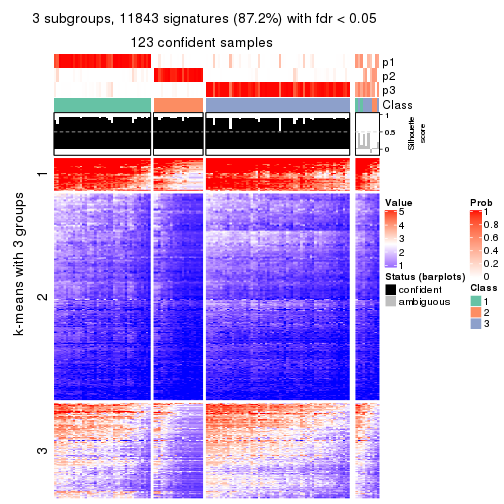 3 subgroups, 11843 signatures (87.2%) with fdr < 0.05
123 confident samples
p1
p2
p3
Class
1
0.5
0
Silhouette
score
k-means with 3 groups
1
2
3
Value
5
4
3
2
1
Status (barplots)
confident
ambiguous
Prob
1
0.8
0.6
0.4
0.2
0
Class
1
2
3